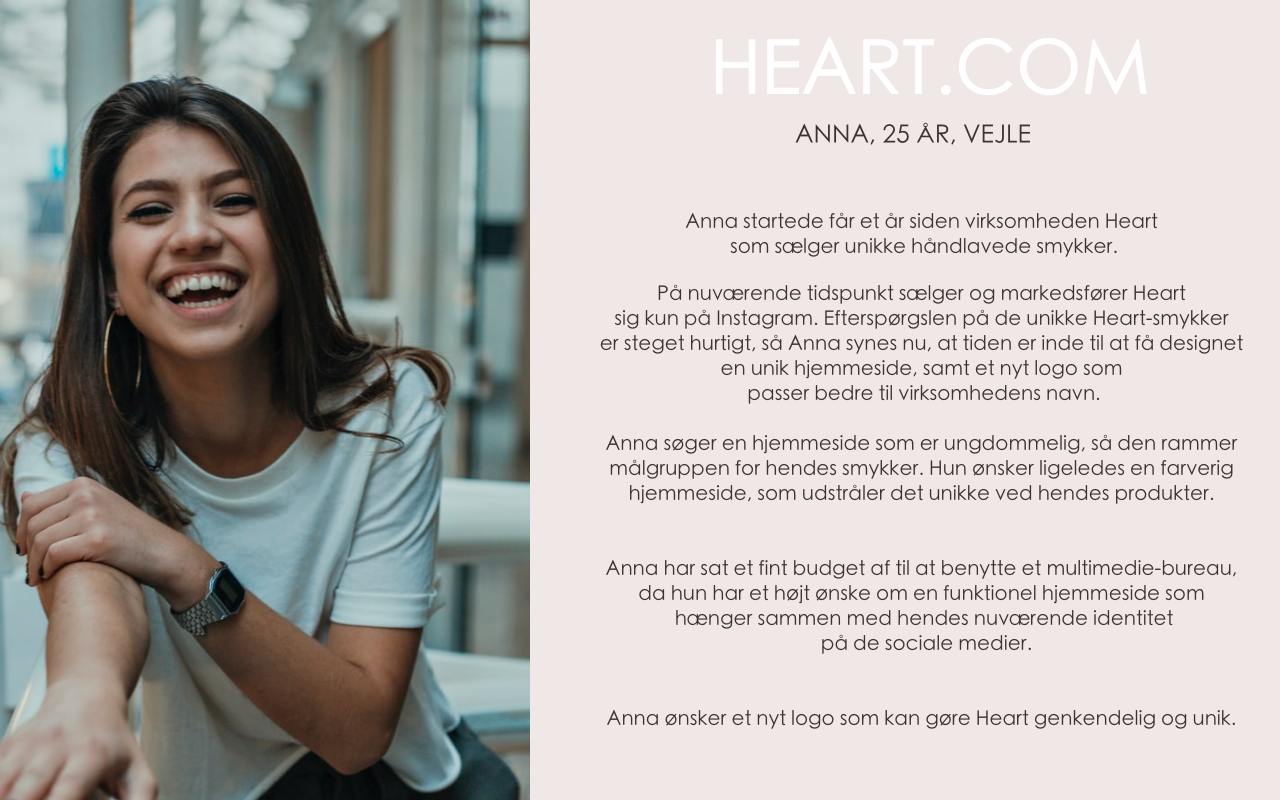 HEART.COM
ANNA, 25 ÅR, VEJLE
Anna startede får et år siden virksomheden Heart
som sælger unikke håndlavede smykker.
På nuværende tidspunkt sælger og markedsfører Heart
sig kun på Instagram. Efterspørgslen på de unikke Heart-smykker
er steget hurtigt, så Anna synes nu, at tiden er inde til at få designet
en unik hjemmeside, samt et nyt logo som
passer bedre til virksomhedens navn.
Anna søger en hjemmeside som er ungdommelig, så den rammer
målgruppen for hendes smykker. Hun ønsker ligeledes en farverig
hjemmeside, som udstråler det unikke ved hendes produkter.
Anna har sat et fint budget af til at benytte et multimedie-bureau,
da hun har et højt ønske om en funktionel hjemmeside som
hænger sammen med hendes nuværende identitet
på de sociale medier.
Anna ønsker et nyt logo som kan gøre Heart genkendelig og unik.